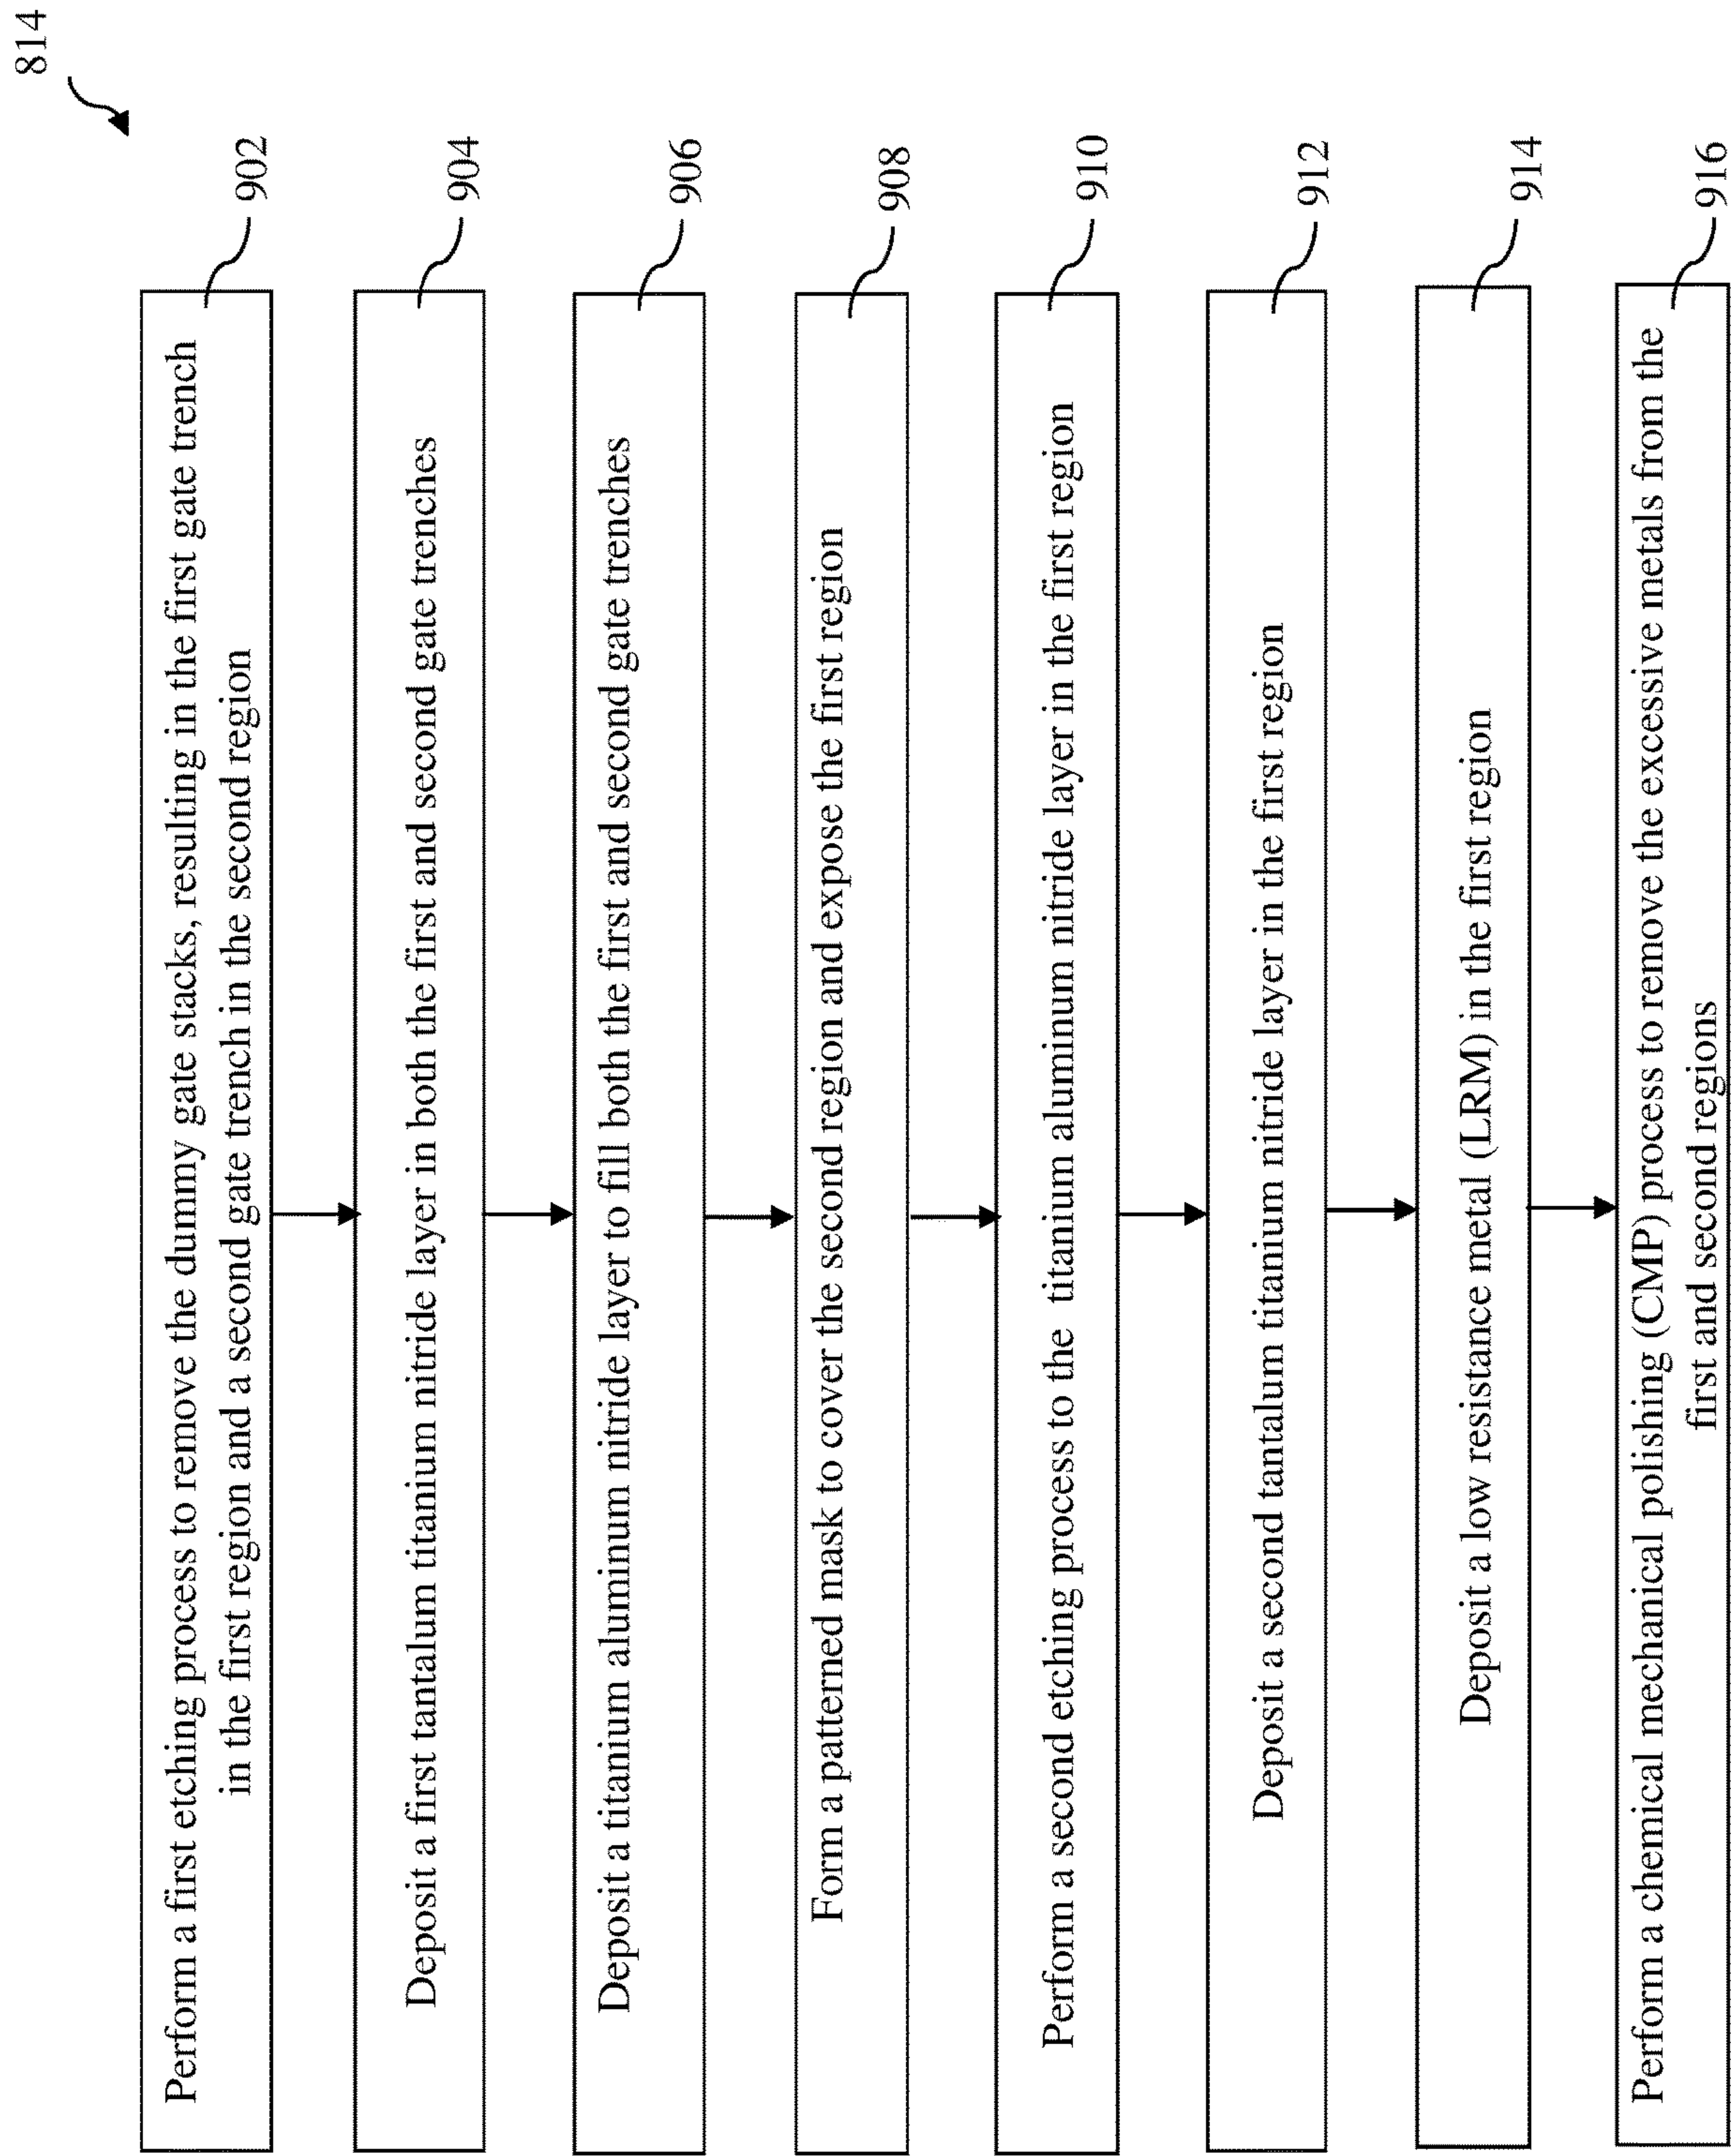 814
Perform a first etching process to remove the dummy gate stacks, resulting in the first gate trench
in the first region and a second gate trench in the second region
902
Deposit a first tantalum titanium nitride layer in both the first and second gate trenches
904
Deposit a titanium aluminum nitride layer to fill both the first and second gate trenches
906
Form a patterned mask to cover the second region and expose the first region
908
Perform a second etching process to the titanium aluminum nitride layer in the first region
910
Deposit a second tantalum titanium nitride layer in the first region
912
Deposit a low resistance metal (LRM) in the first region
914
Perform a chemical mechanical polishing (CMP) process to remove the excessive metals from the
first and second regions
916